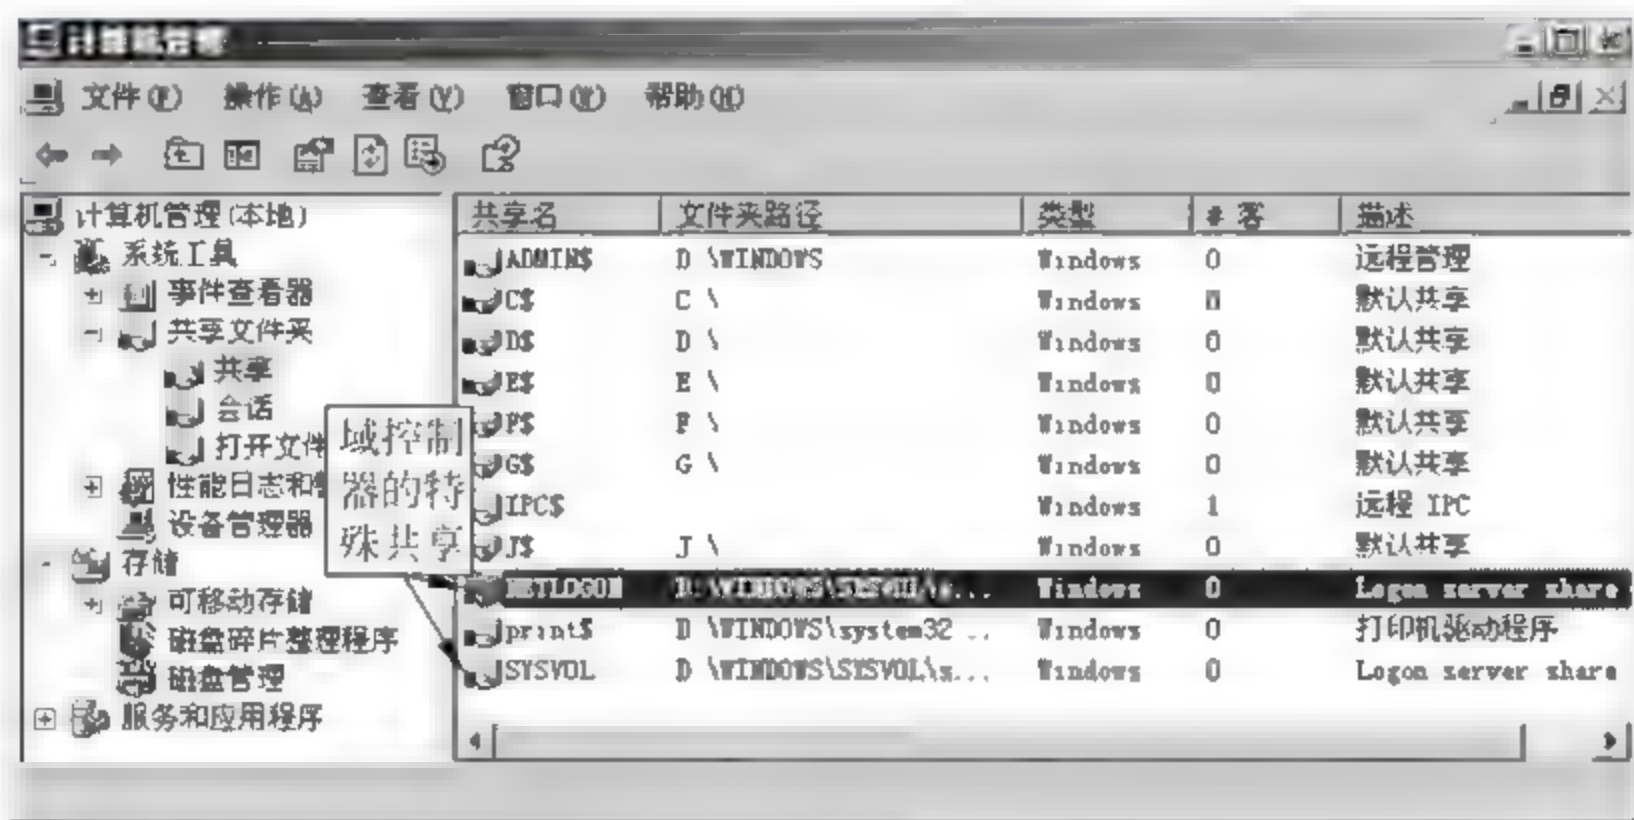 计算机管理
文件(F) 操作(A) 查看(V) 窗口(W) 帮助(H)
计算机管理(本地)
系统工具
事件查看器
共享文件夹
共享
会话
打开文件
性能日志和
设备管理器
存储
可移动存储
磁盘碎片整理程序
磁盘管理
服务和应用程序
域控制
器的特
殊共享
共享名 文件夹路径 类型 # 客 描述
ADMIN$ D \WINDOWS Windows 0 远程管理
C$ C \ Windows 0 默认共享
D$ D \ Windows 0 默认共享
E$ E \ Windows 0 默认共享
F$ F \ Windows 0 默认共享
G$ G \ Windows 0 默认共享
IPC$ Windows 1 远程 IPC
J$ J \ Windows 0 默认共享
NETLOGON D:\WINDOWS\SYSVOL\s... Windows 0 Logon server share
print$ D \WINDOWS\system32 .. Windows 0 打印机驱动程序
SYSVOL D \WINDOWS\SYSVOL\s... Windows 0 Logon server share